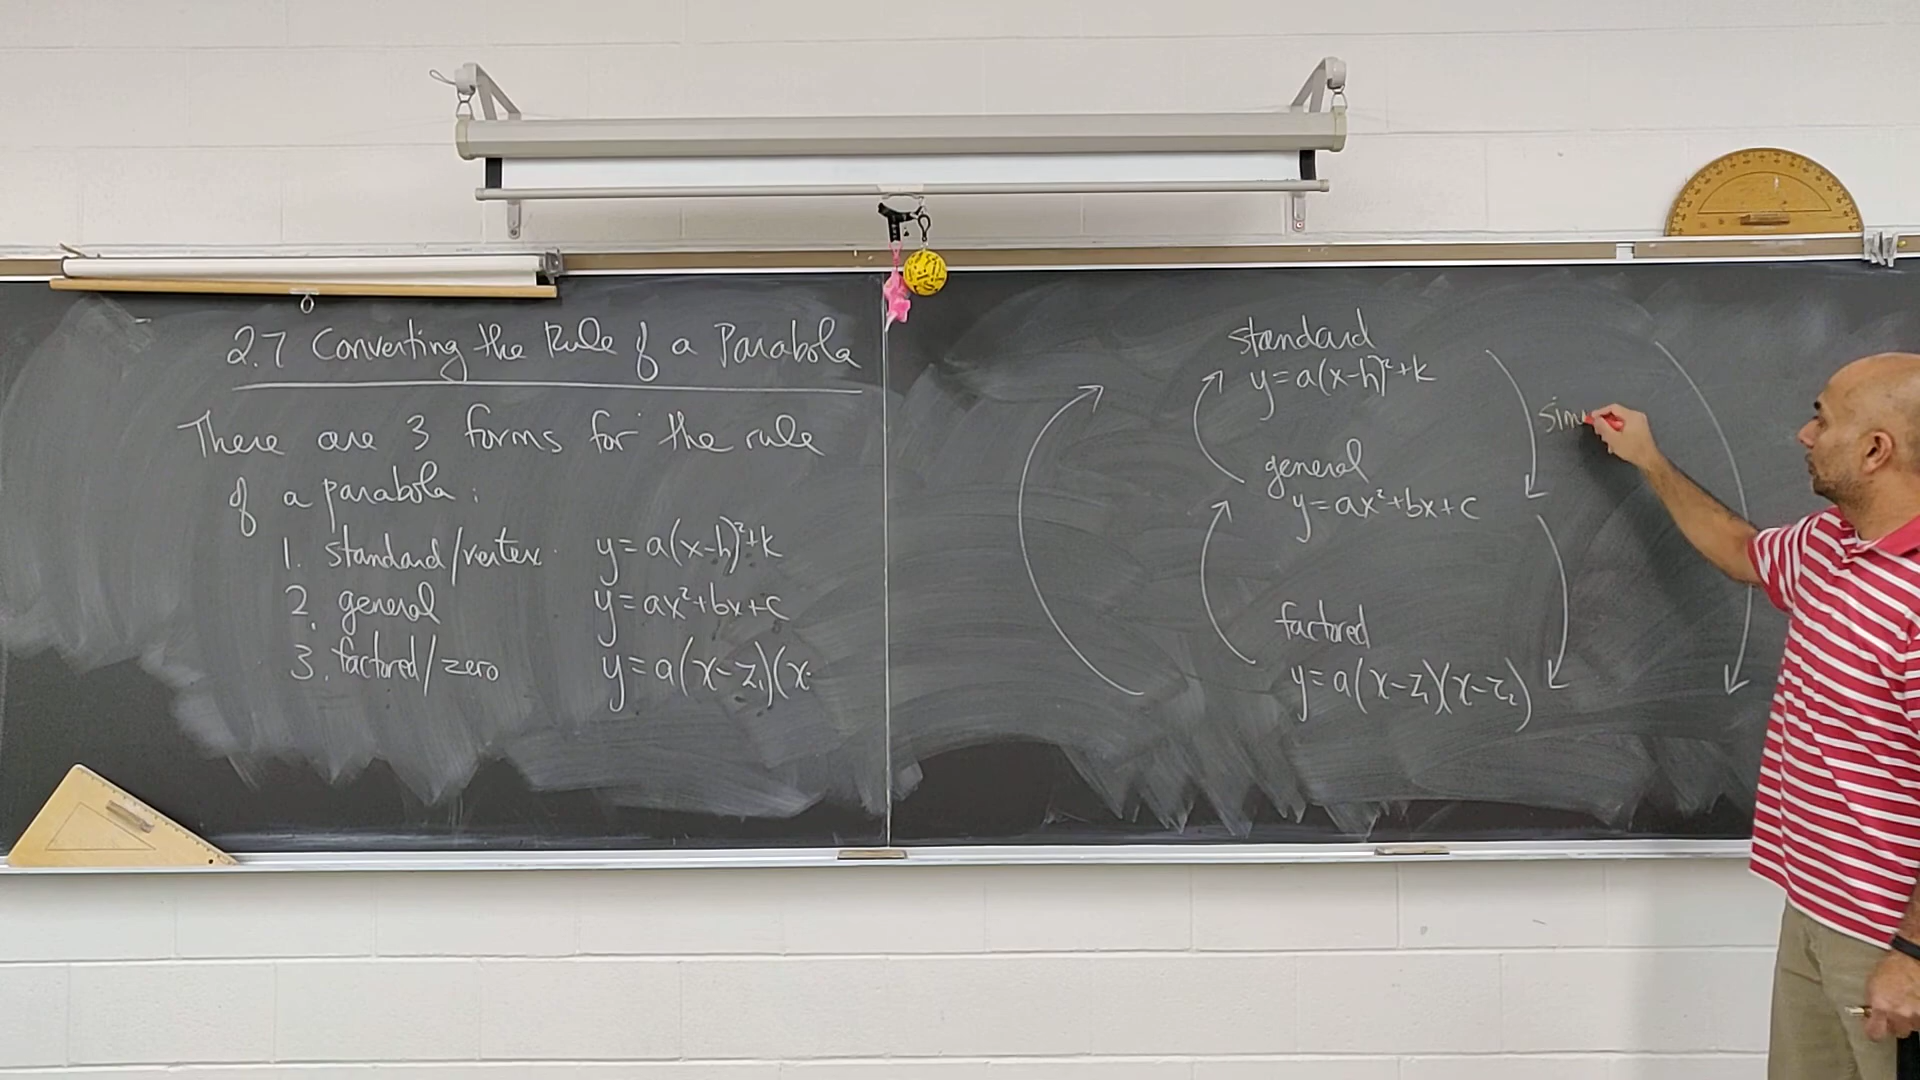 2.7 Converting the Rule of a Parabola
There are 3 forms for the rule
of a parabola:
1. standard/vertex y=a(x-h)²+k
2. general y=ax²+bx+c
3. factored/zero y=a(x-z₁)(x-
standard
y=a(x-h)²+k
sim
general
y=ax²+bx+c
factored
y=a(x-z₁)(x-z₂)